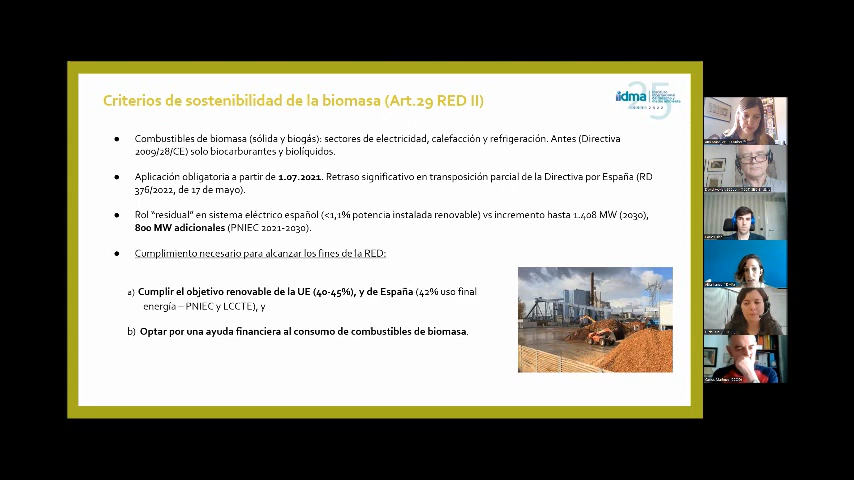 Criterios de sostenibilidad de la biomasa (Art.29 RED II)
iidma
25
● Combustibles de biomasa (sólida y biogás): sectores de electricidad, calefacción y refrigeración. Antes (Directiva
2009/28/CE) solo biocarburantes y biolíquidos.
● Aplicación obligatoria a partir de 1.07.2021. Retraso significativo en transposición parcial de la Directiva por España (RD
376/2022, de 17 de mayo).
● Rol "residual" en sistema eléctrico español (<1,1% potencia instalada renovable) vs incremento hasta 1.408 MW (2030),
800 MW adicionales (PNIEC 2021-2030).
● Cumplimiento necesario para alcanzar los fines de la RED:
a) Cumplir el objetivo renovable de la UE (40-45%), y de España (42% uso final
energía – PNIEC y LCCTE), y
b) Optar por una ayuda financiera al consumo de combustibles de biomasa.